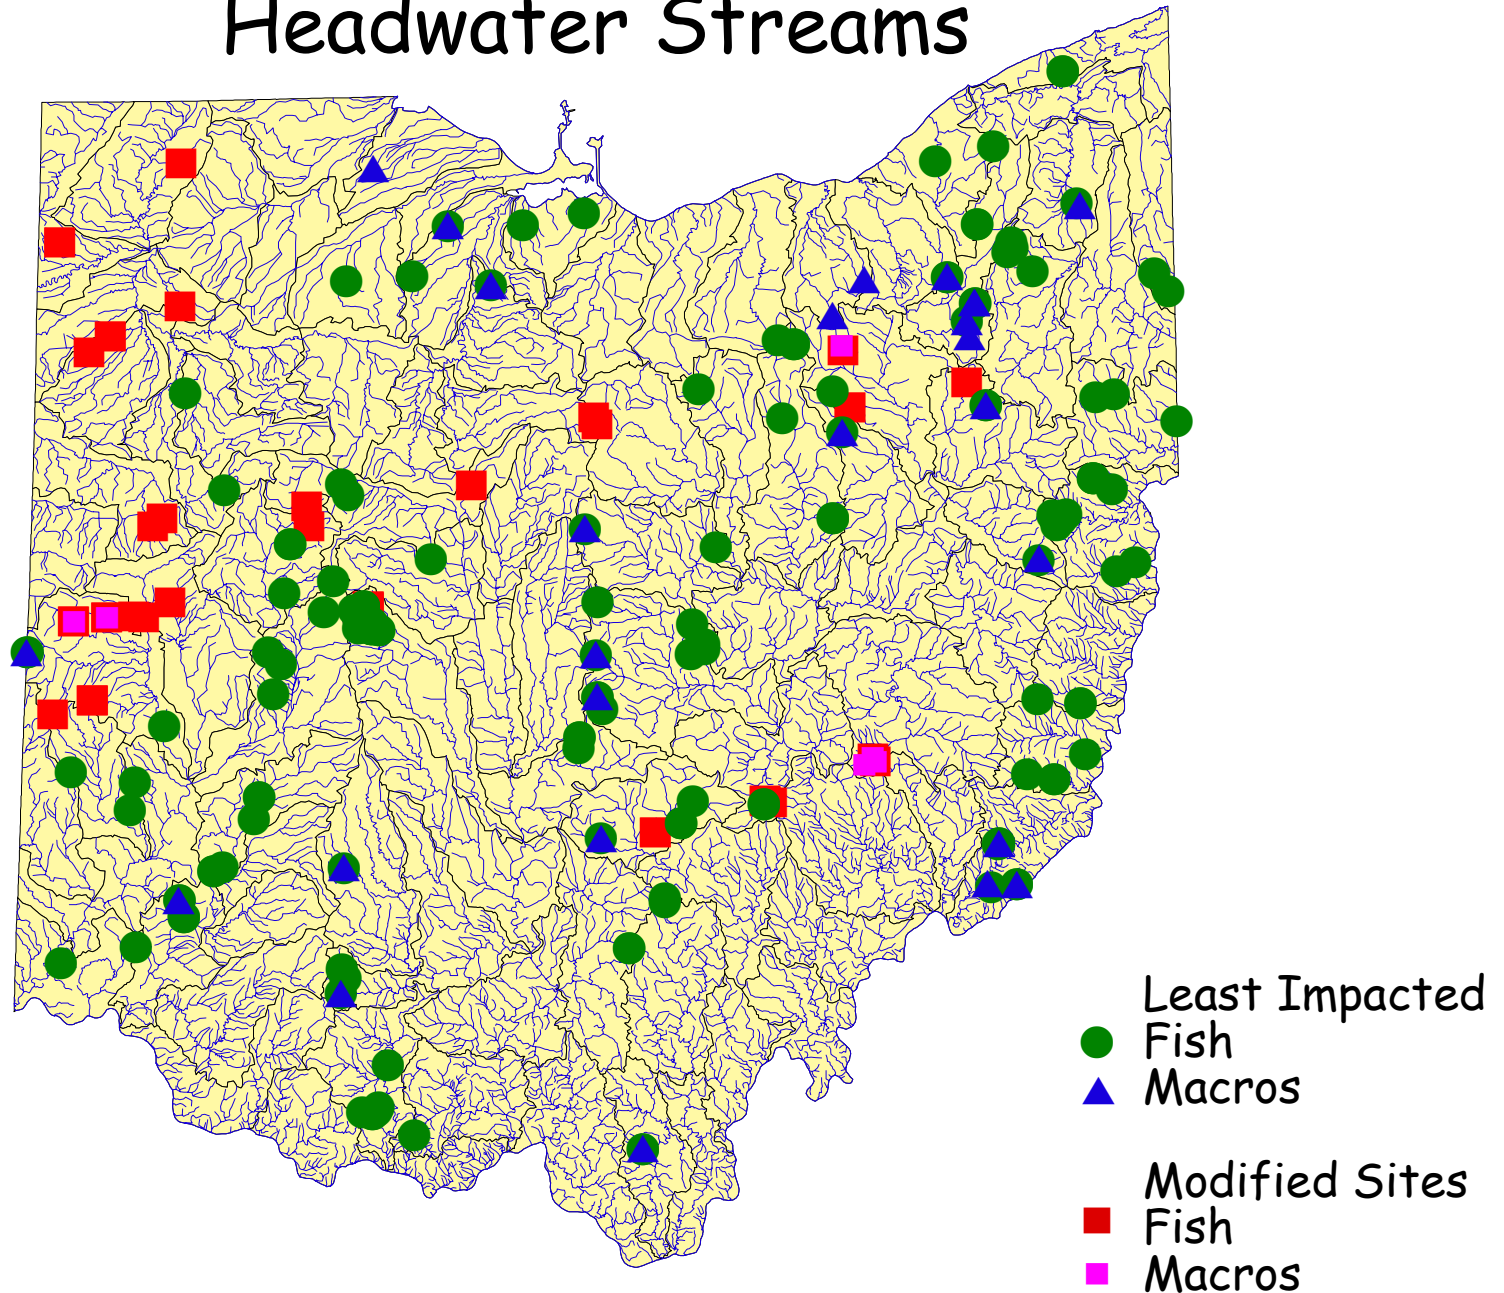 Headwater Streams
Least Impacted
Fish
Macros
Modified Sites
Fish
Macros